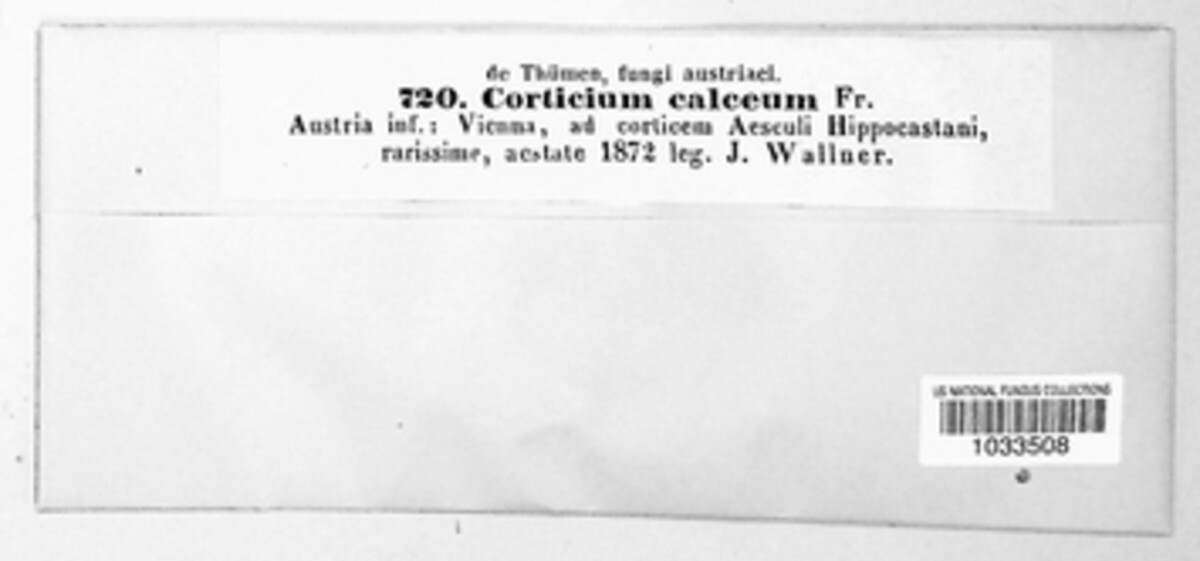 de Thümen, fungi austriaci.
720. Corticium calceum Fr.
Austria inf.: Vienna, ad corticem Aesculi Hippocastani,
rarissime, aestate 1872 leg. J. Wallner.
US NATIONAL FUNGUS COLLECTIONS
1033508